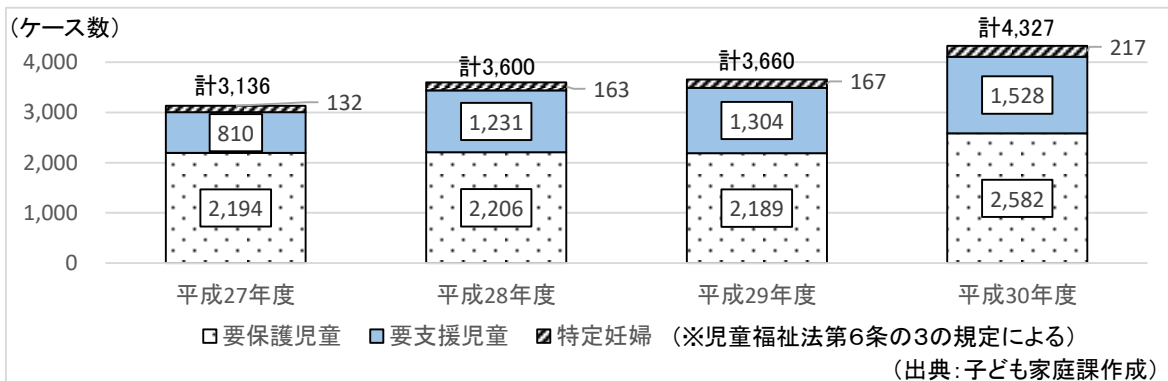 (ケース数)
計3,136
計3,600
計3,660
計4,327
4,000
3,000
2,000
1,000
0
132
163
167
217
810
1,231
1,304
1,528
2,194
2,206
2,189
2,582
平成27年度
平成28年度
平成29年度
平成30年度
要保護児童 要支援児童 特定妊婦 (※児童福祉法第6条の3の規定による)
(出典:子ども家庭課作成)